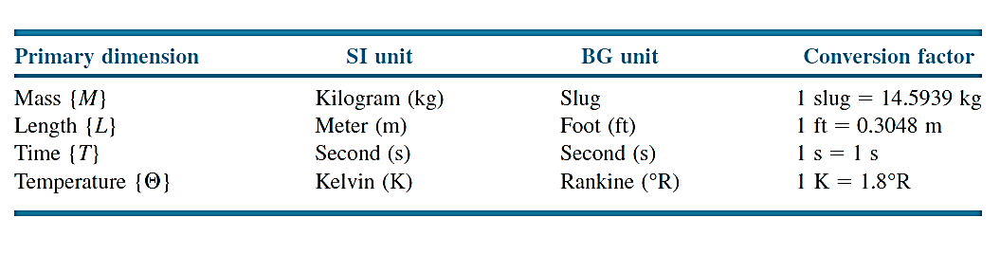 Primary dimension SI unit BG unit Conversion factor
Mass {M} Kilogram (kg) Slug 1 slug = 14.5939 kg
Length {L} Meter (m) Foot (ft) 1 ft = 0.3048 m
Time {T} Second (s) Second (s) 1 s = 1 s
Temperature {Θ} Kelvin (K) Rankine (°R) 1 K = 1.8°R